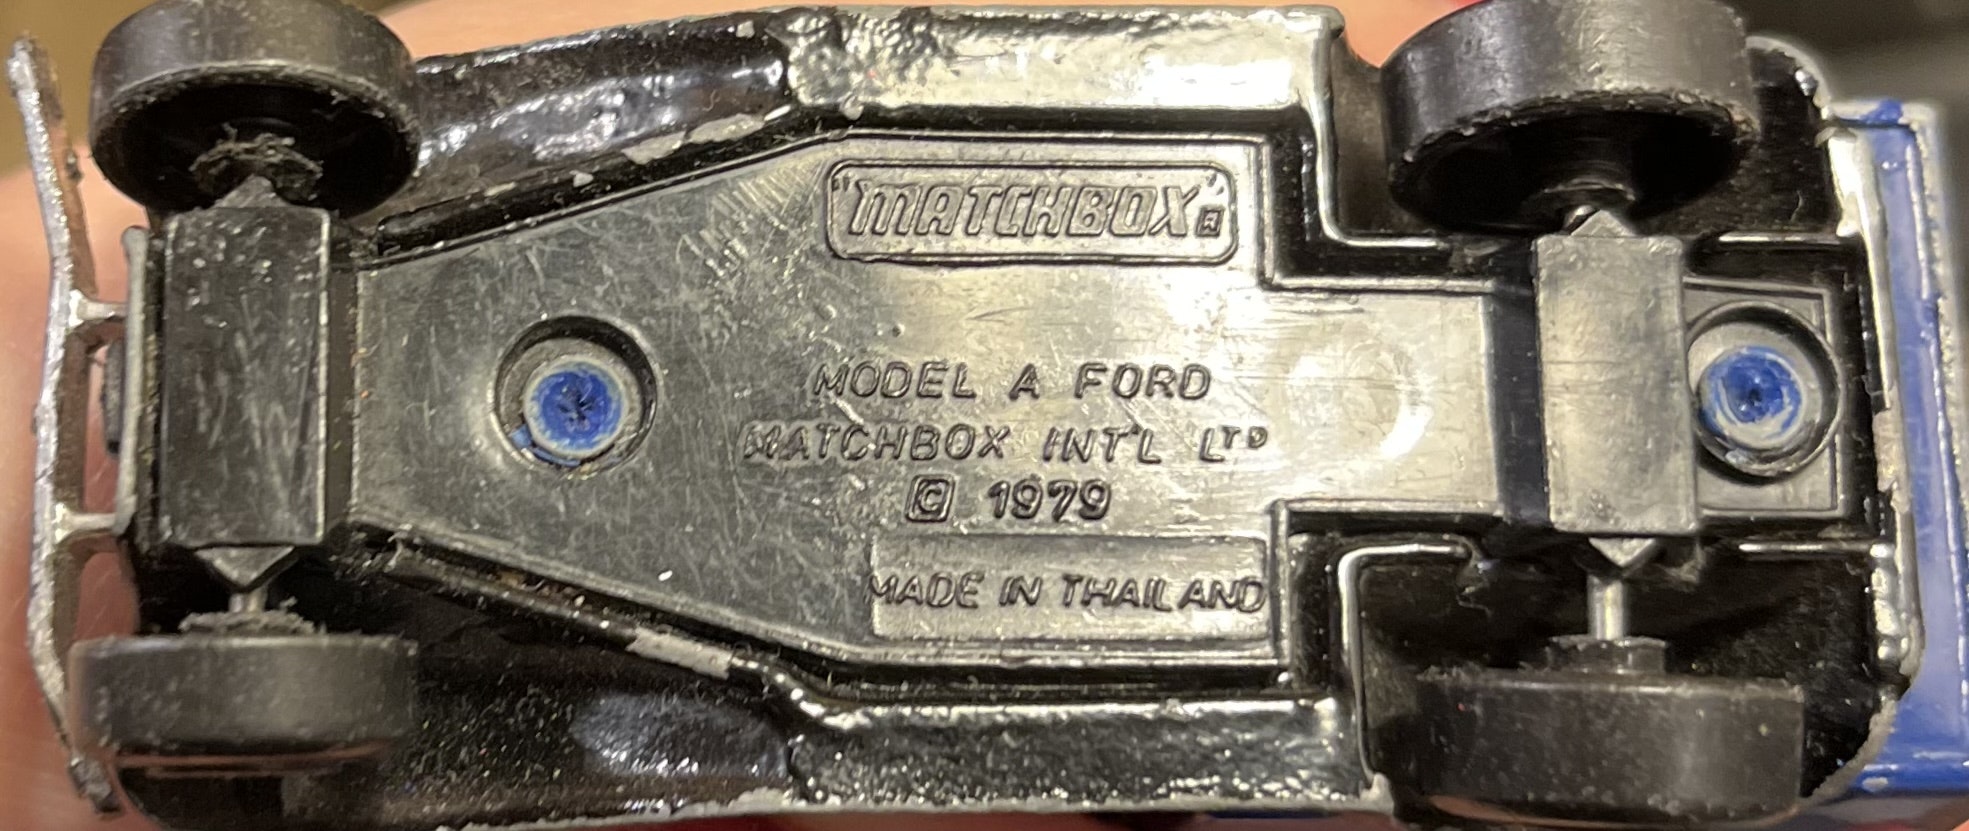 "MATCHBOX" R
MODEL A FORD
MATCHBOX INT'L LTD
© 1979
MADE IN THAILAND